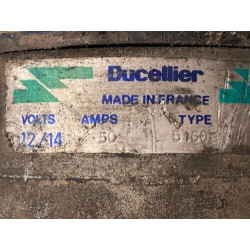 Ducellier
MADE IN FRANCE
VOLTS AMPS TYPE
12/14 50